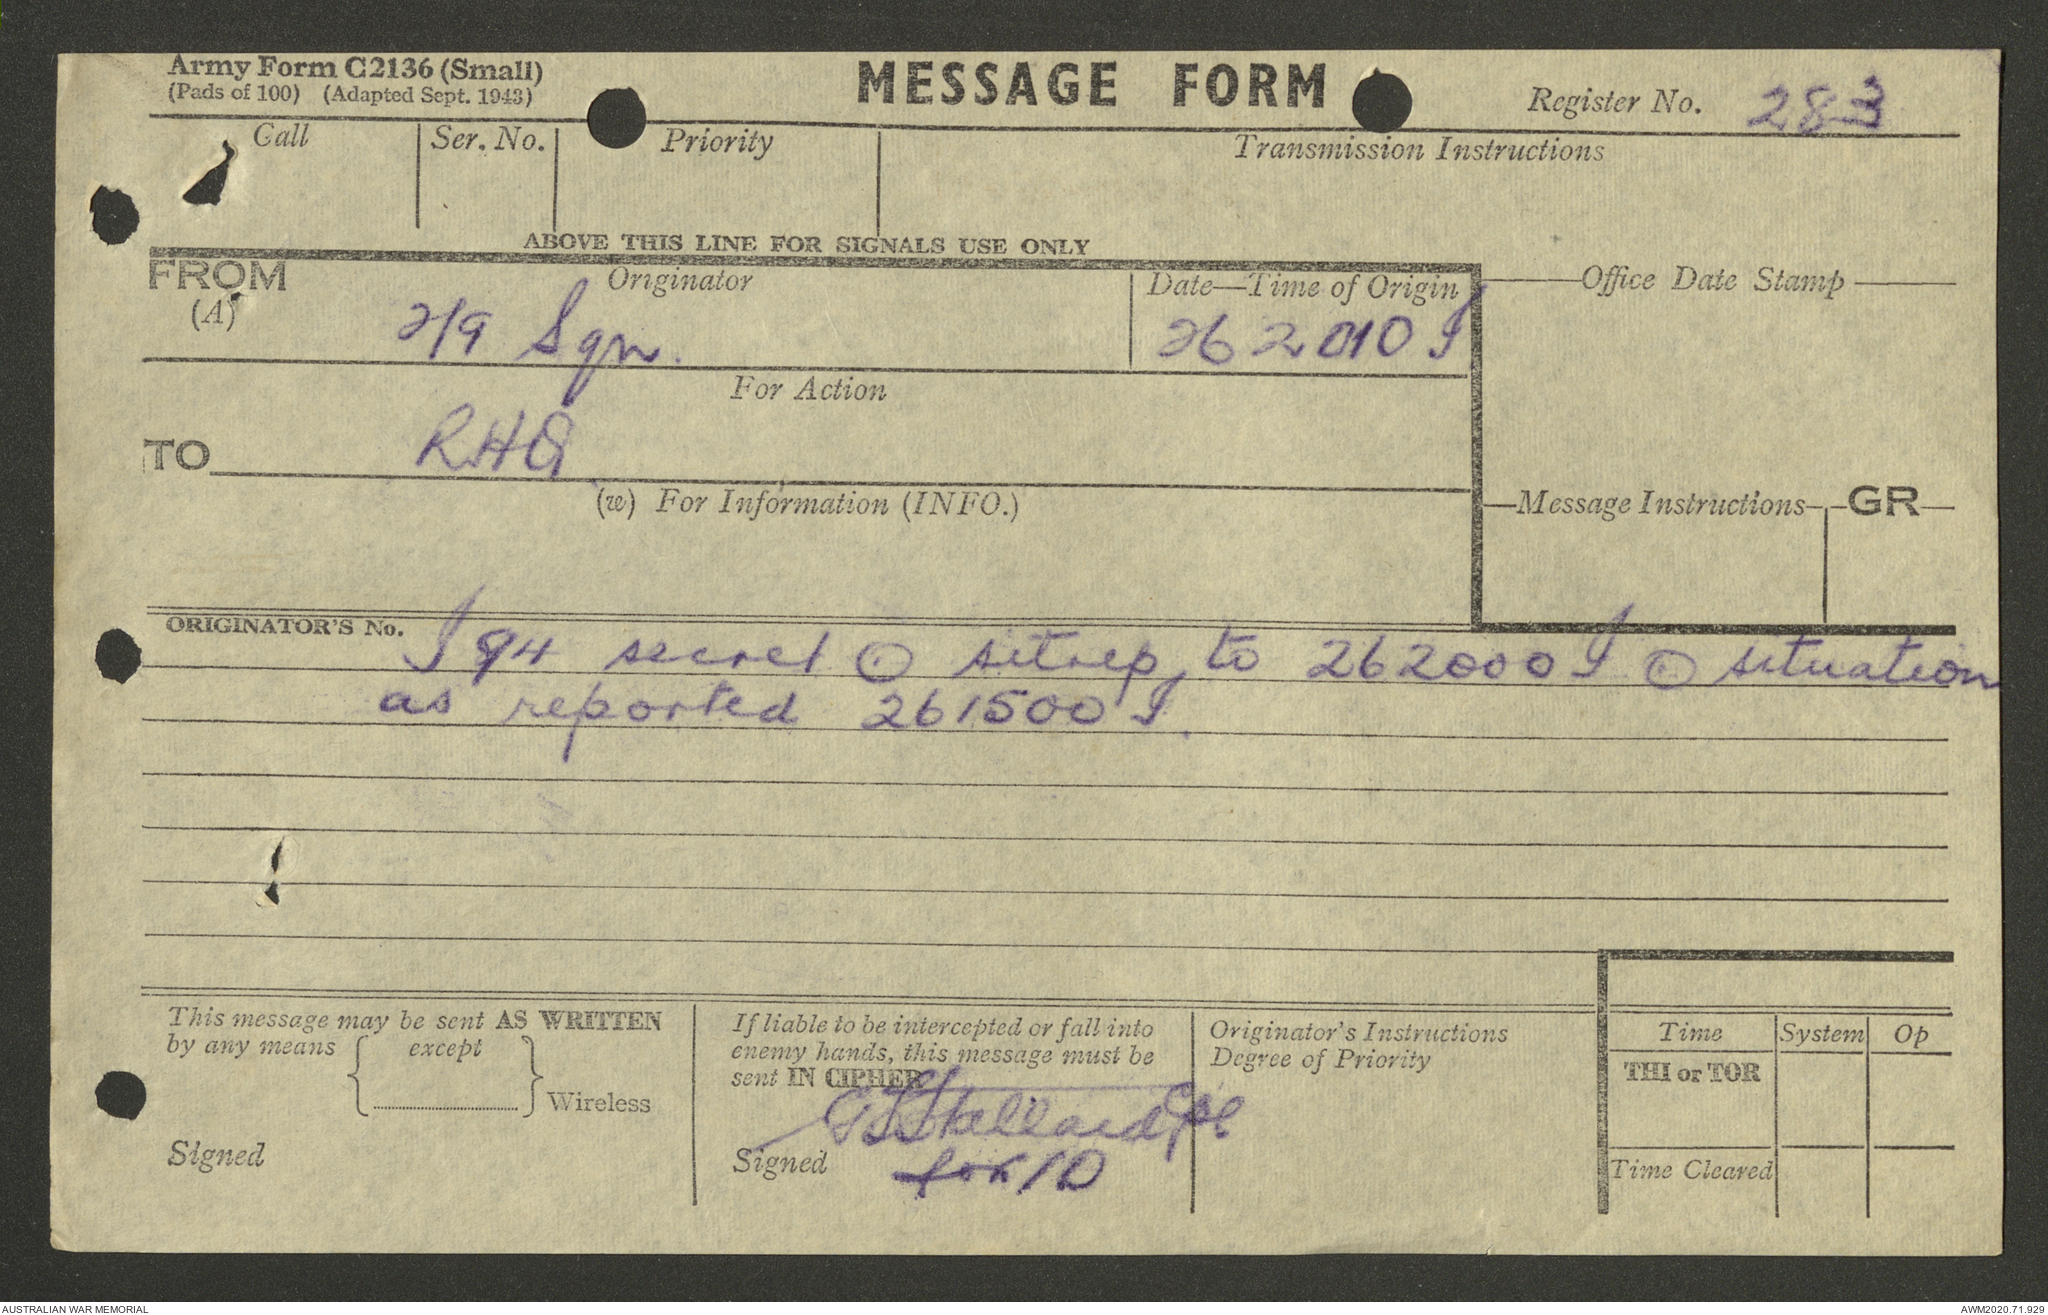 Army Form C2136 (Small)
(Pads of 100) (Adapted Sept. 1943)
MESSAGE FORM
Register No. 283
Call
Ser. No.
Priority
Transmission Instructions
ABOVE THIS LINE FOR SIGNALS USE ONLY
FROM
(A)
Originator
2/9 Sqn.
Date—Time of Origin
262010 I
Office Date Stamp
For Action
TO
RHQ
(w) For Information (INFO.)
Message Instructions
GR
ORIGINATOR'S No.
I 94 secret ⊙ sitrep to 262000 I ⊙ situation
as reported 261500 I.
This message may be sent AS WRITTEN
by any means { except } Wireless
Signed
If liable to be intercepted or fall into
enemy hands, this message must be
sent IN CIPHER
Stallard Cpl
Signed for IO
Originator's Instructions
Degree of Priority
Time
System
Op
THI or TOR
Time Cleared
AUSTRALIAN WAR MEMORIAL
AWM2020.71.929